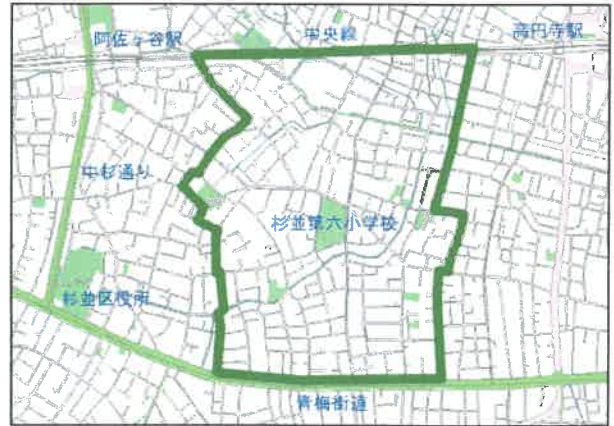 阿佐ヶ谷駅
中央線
高円寺駅
中杉通り
杉並第六小学校
杉並区役所
青梅街道